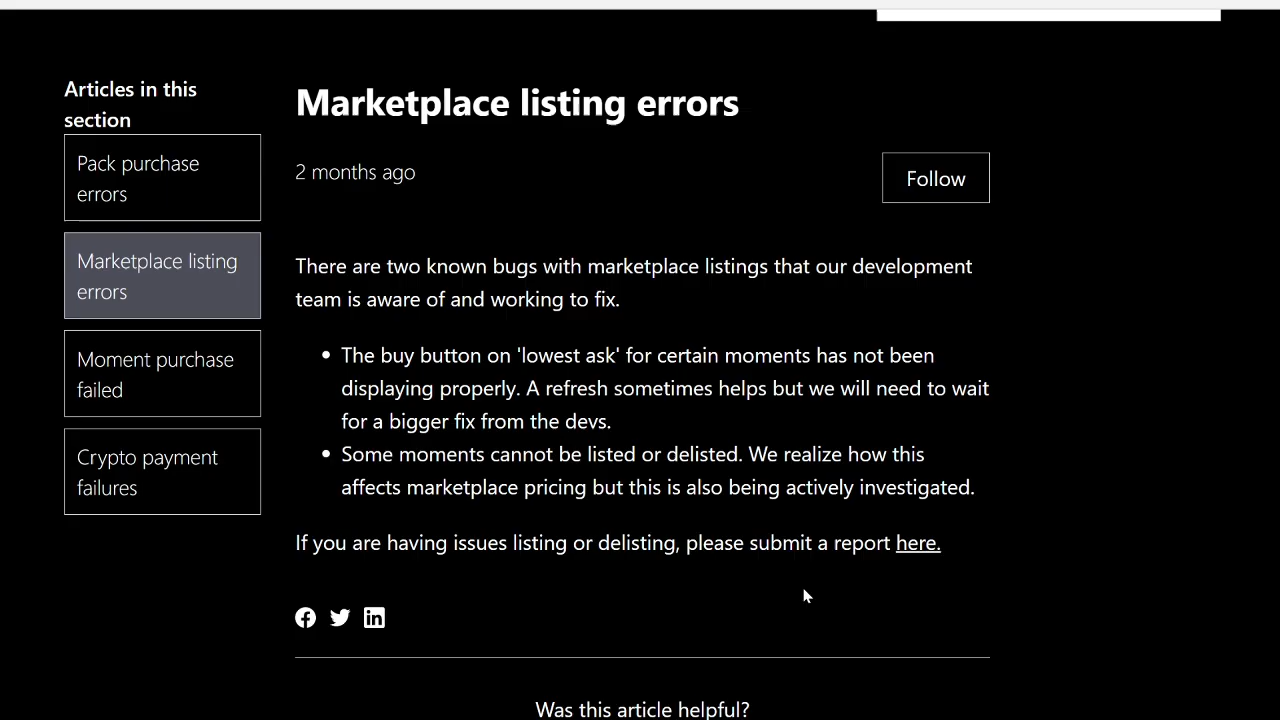 Articles in this
section
Pack purchase
errors
Marketplace listing
errors
Moment purchase
failed
Crypto payment
failures
Marketplace listing errors
2 months ago
Follow
There are two known bugs with marketplace listings that our development
team is aware of and working to fix.
• The buy button on 'lowest ask' for certain moments has not been
displaying properly. A refresh sometimes helps but we will need to wait
for a bigger fix from the devs.
• Some moments cannot be listed or delisted. We realize how this
affects marketplace pricing but this is also being actively investigated.
If you are having issues listing or delisting, please submit a report here.
Was this article helpful?